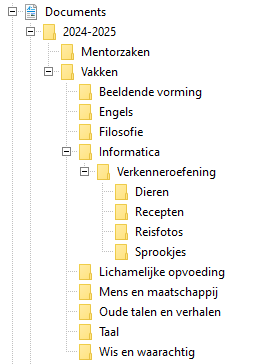 Documents
2024-2025
Mentorzaken
Vakken
Beeldende vorming
Engels
Filosofie
Informatica
Verkenneroefening
Dieren
Recepten
Reisfotos
Sprookjes
Lichamelijke opvoeding
Mens en maatschappij
Oude talen en verhalen
Taal
Wis en waarachtig